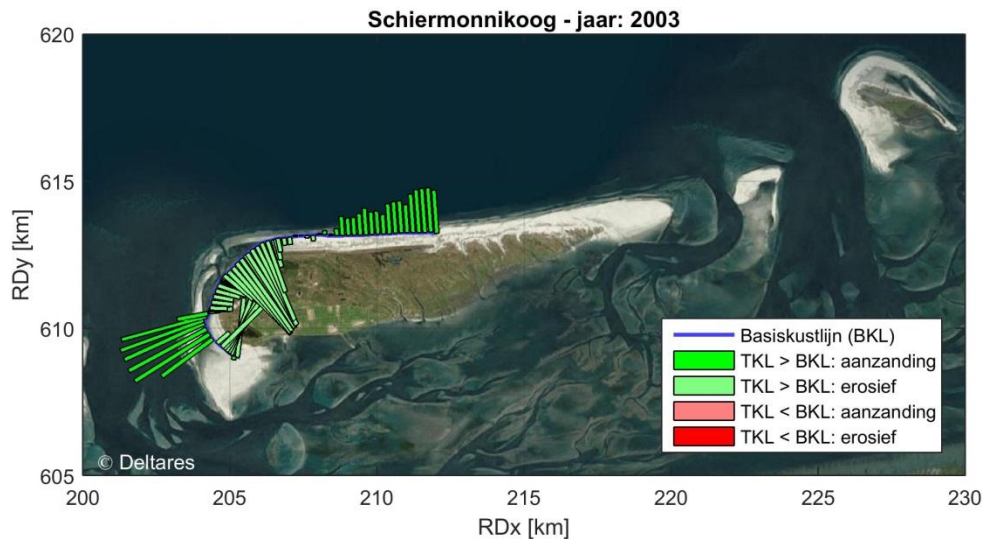 Schiermonnikoog - jaar: 2003
620
615
610
605
RDy [km]
Basiskustlijn (BKL)
TKL > BKL: aanzanding
TKL > BKL: erosief
TKL < BKL: aanzanding
TKL < BKL: erosief
© Deltares
200 205 210 215 220 225 230
RDx [km]